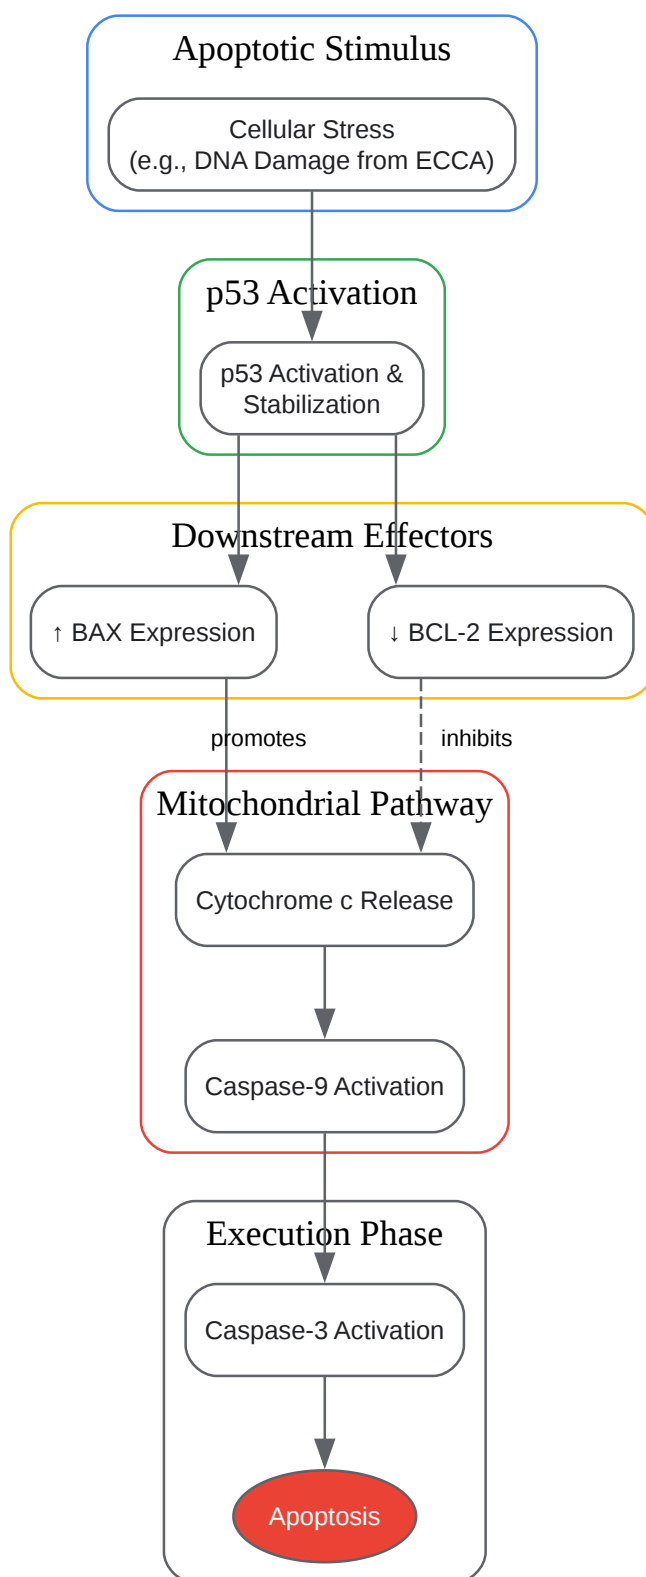 Apoptotic Stimulus
Cellular Stress
(e.g., DNA Damage from ECCA)
p53 Activation
p53 Activation &
Stabilization
Downstream Effectors
↑ BAX Expression
↓ BCL-2 Expression
promotes
inhibits
Mitochondrial Pathway
Cytochrome c Release
Caspase-9 Activation
Execution Phase
Caspase-3 Activation
Apoptosis